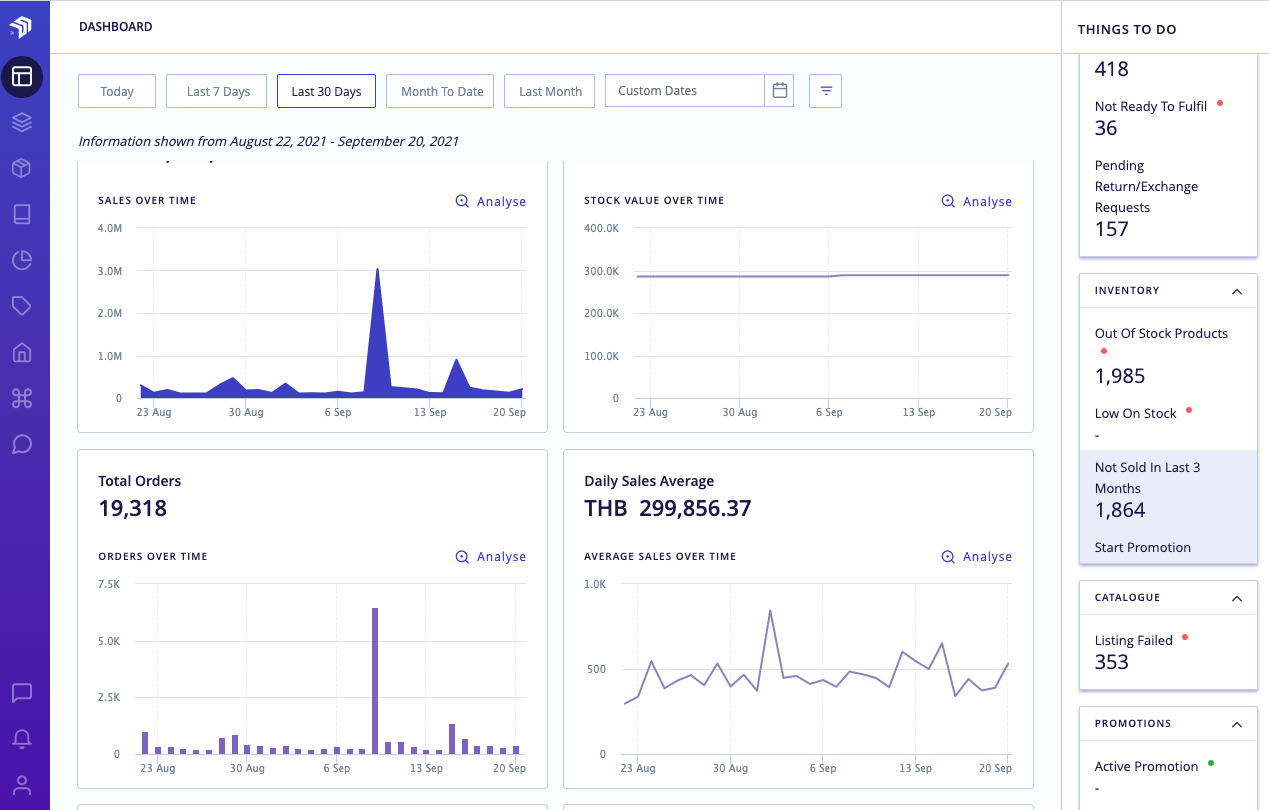 DASHBOARD
THINGS TO DO
Today
Last 7 Days
Last 30 Days
Month To Date
Last Month
Custom Dates
Information shown from August 22, 2021 - September 20, 2021
SALES OVER TIME
Analyse
4.0M
3.0M
2.0M
1.0M
0
23 Aug
30 Aug
6 Sep
13 Sep
20 Sep
STOCK VALUE OVER TIME
Analyse
400.0K
300.0K
200.0K
100.0K
0
23 Aug
30 Aug
6 Sep
13 Sep
20 Sep
Total Orders
19,318
ORDERS OVER TIME
Analyse
7.5K
5.0K
2.5K
0
23 Aug
30 Aug
6 Sep
13 Sep
20 Sep
Daily Sales Average
THB 299,856.37
AVERAGE SALES OVER TIME
Analyse
1.0K
500
0
23 Aug
30 Aug
6 Sep
13 Sep
20 Sep
418
Not Ready To Fulfil
36
Pending
Return/Exchange
Requests
157
INVENTORY
Out Of Stock Products
1,985
Low On Stock
-
Not Sold In Last 3
Months
1,864
Start Promotion
CATALOGUE
Listing Failed
353
PROMOTIONS
Active Promotion
-